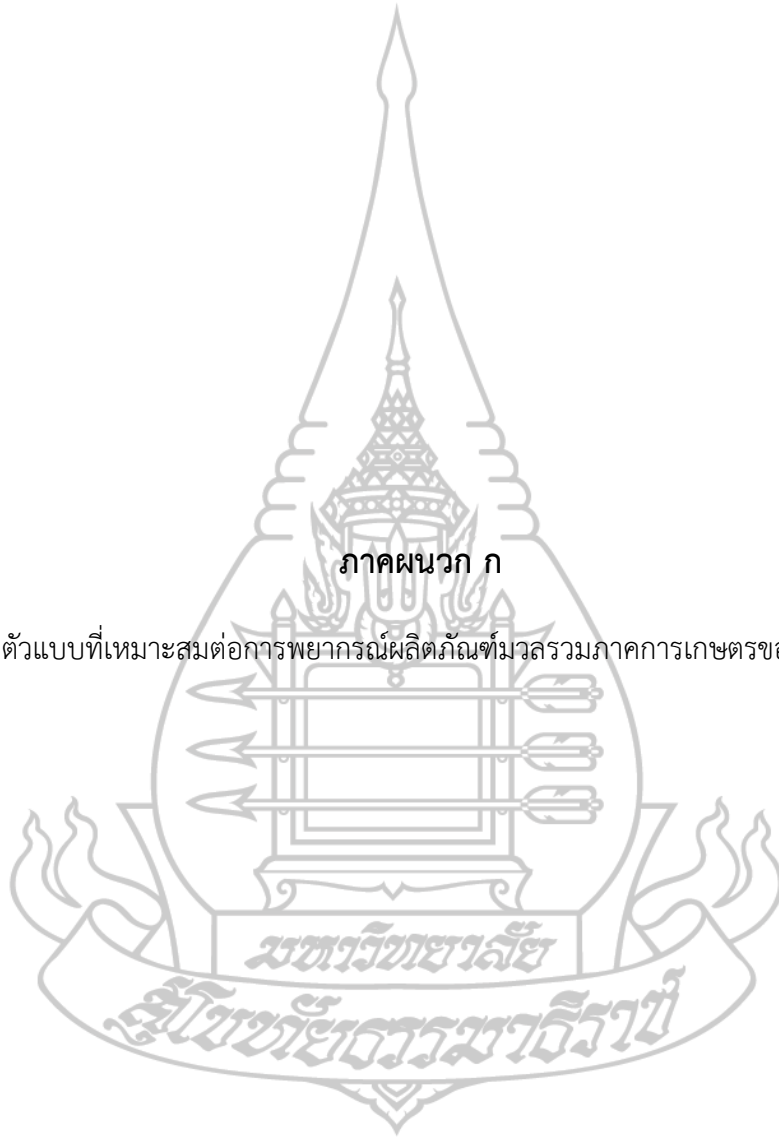 ภาคผนวก ก
ตัวแบบที่เหมาะสมต่อการพยากรณ์ผลิตภัณฑ์มวลรวมภาคการเกษตรขอ
มหาวิทยาลัย
สุโขทัยธรรมาธิราช